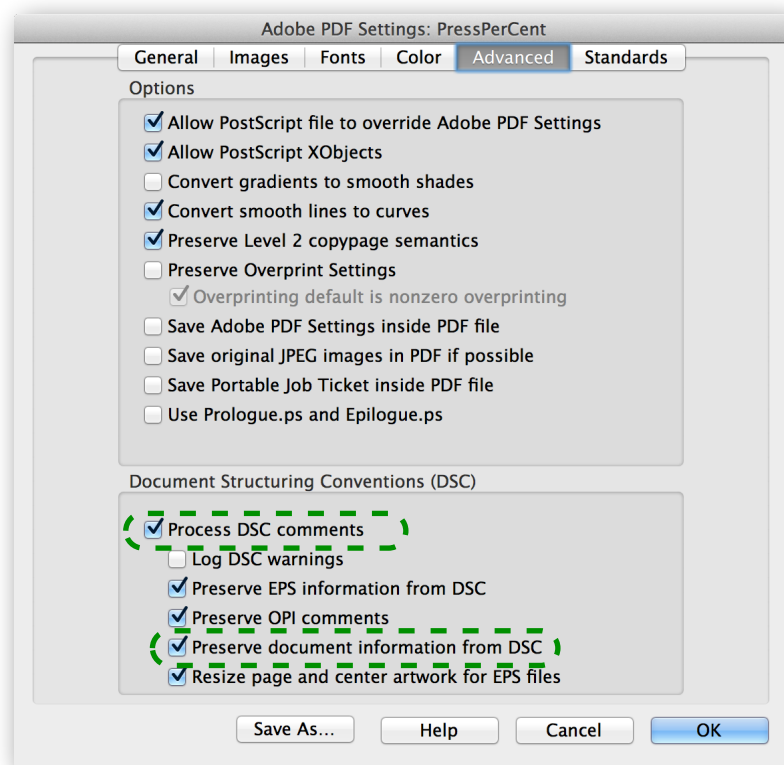 Adobe PDF Settings: PressPerCent
General Images Fonts Color Advanced Standards
Options
Allow PostScript file to override Adobe PDF Settings
Allow PostScript XObjects
Convert gradients to smooth shades
Convert smooth lines to curves
Preserve Level 2 copypage semantics
Preserve Overprint Settings
Overprinting default is nonzero overprinting
Save Adobe PDF Settings inside PDF file
Save original JPEG images in PDF if possible
Save Portable Job Ticket inside PDF file
Use Prologue.ps and Epilogue.ps
Document Structuring Conventions (DSC)
Process DSC comments
Log DSC warnings
Preserve EPS information from DSC
Preserve OPI comments
Preserve document information from DSC
Resize page and center artwork for EPS files
Save As... Help Cancel OK